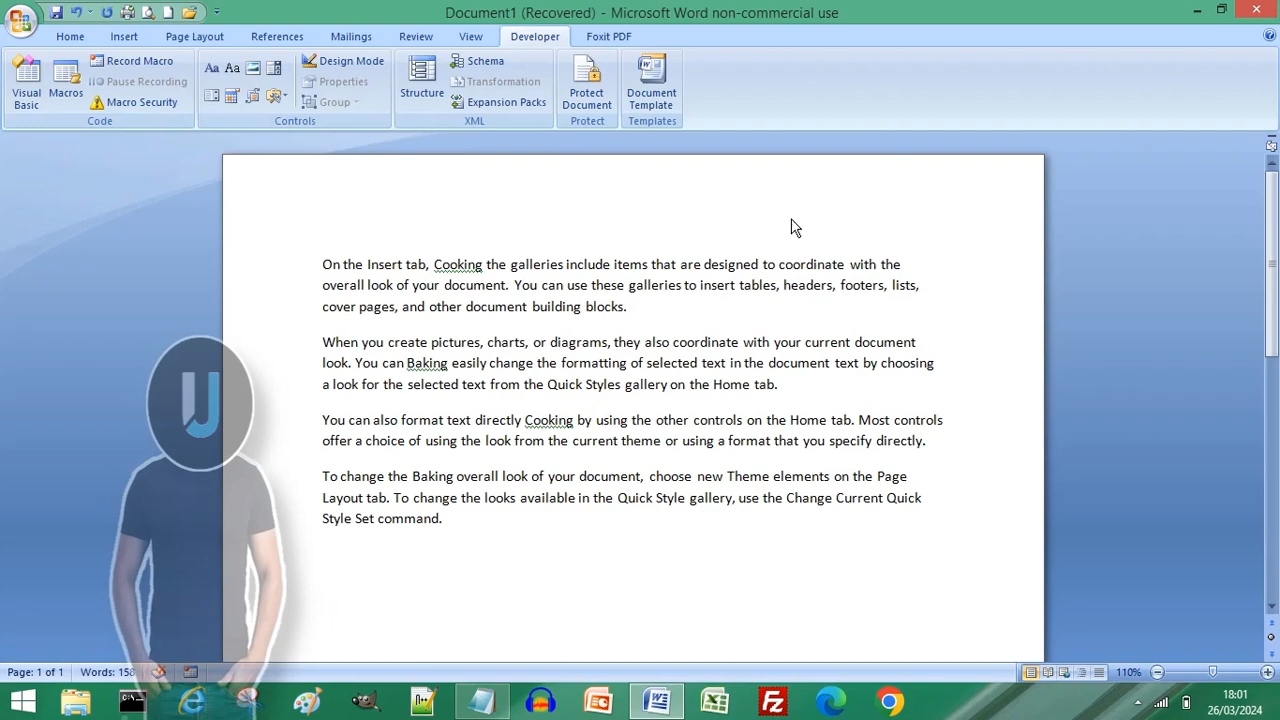 Document1 (Recovered) - Microsoft Word non-commercial use
Home Insert Page Layout References Mailings Review View Developer Foxit PDF
Visual Basic
Macros
Record Macro
Pause Recording
Macro Security
Code
Aa Aa
Design Mode
Properties
Group
Controls
Structure
Schema
Transformation
Expansion Packs
XML
Protect Document
Protect
Document Template
Templates
On the Insert tab, Cooking the galleries include items that are designed to coordinate with the
overall look of your document. You can use these galleries to insert tables, headers, footers, lists,
cover pages, and other document building blocks.
When you create pictures, charts, or diagrams, they also coordinate with your current document
look. You can Baking easily change the formatting of selected text in the document text by choosing
a look for the selected text from the Quick Styles gallery on the Home tab.
You can also format text directly Cooking by using the other controls on the Home tab. Most controls
offer a choice of using the look from the current theme or using a format that you specify directly.
To change the Baking overall look of your document, choose new Theme elements on the Page
Layout tab. To change the looks available in the Quick Style gallery, use the Change Current Quick
Style Set command.
UJ
Page: 1 of 1 Words: 158
110%
18:01
26/03/2024